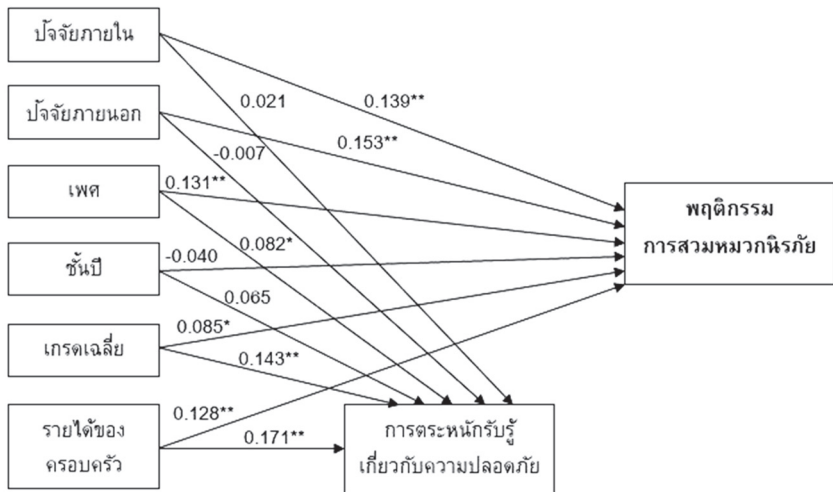 ปัจจัยภายใน
0.021
0.139**
ปัจจัยภายนอก
-0.007
0.153**
เพศ
0.131**
พฤติกรรม
การสวมหมวกนิรภัย
ชั้นปี
-0.040
0.082*
0.065
เกรดเฉลี่ย
0.085*
0.143**
รายได้ของ
ครอบครัว
0.128**
0.171**
การตระหนักรับรู้
เกี่ยวกับความปลอดภัย